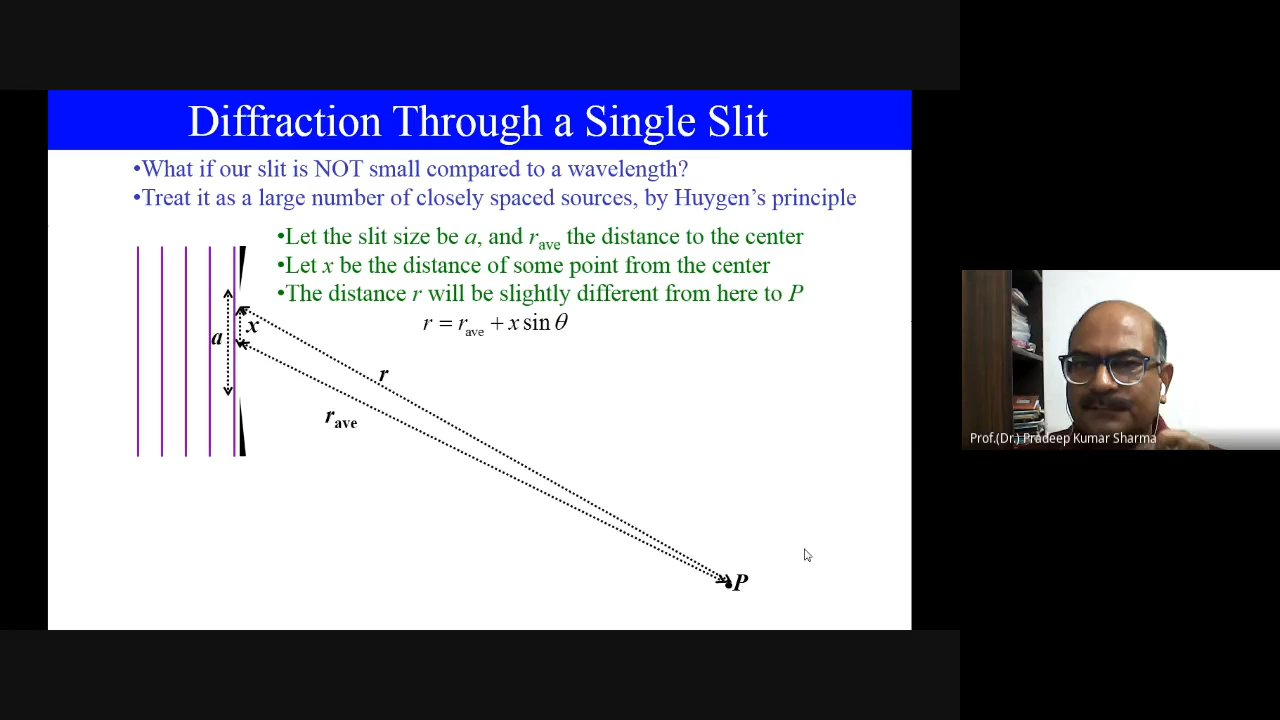 Diffraction Through a Single Slit
•What if our slit is NOT small compared to a wavelength?
•Treat it as a large number of closely spaced sources, by Huygen’s principle
•Let the slit size be a, and rave the distance to the center
•Let x be the distance of some point from the center
•The distance r will be slightly different from here to P
r = rave + x sin θ
x
a
r
rave
P
Prof.(Dr.) Pradeep Kumar Sharma